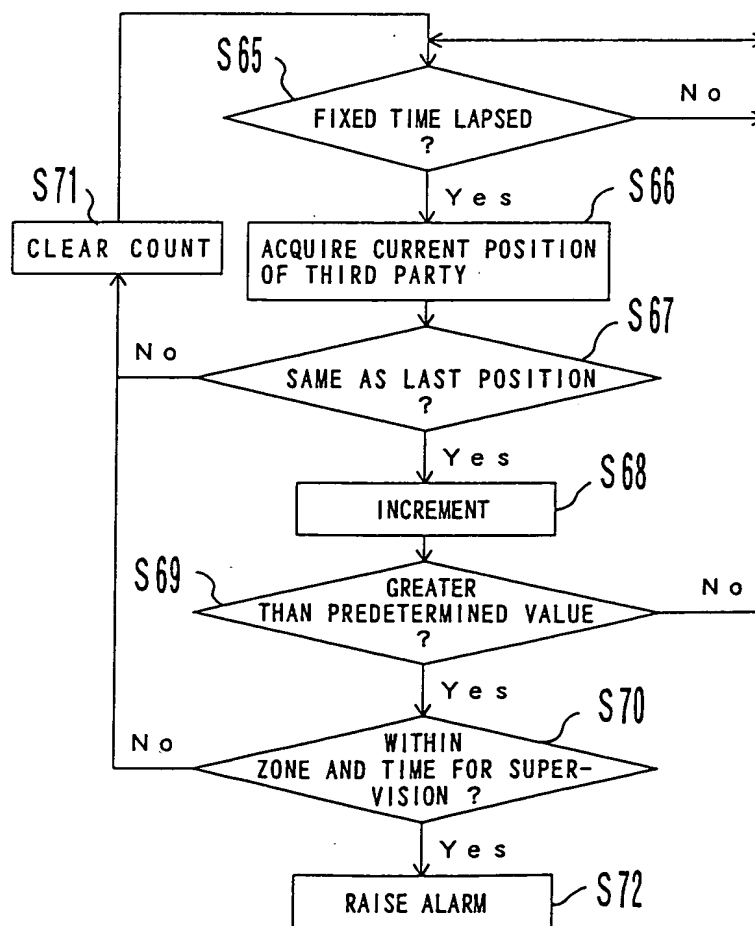 S65
FIXED TIME LAPSED
?
No
Yes
S71
CLEAR COUNT
S66
ACQUIRE CURRENT POSITION
OF THIRD PARTY
S67
No
SAME AS LAST POSITION
?
Yes
S68
INCREMENT
S69
GREATER
THAN PREDETERMINED VALUE
?
No
Yes
S70
No
WITHIN
ZONE AND TIME FOR SUPER-
VISION ?
Yes
S72
RAISE ALARM